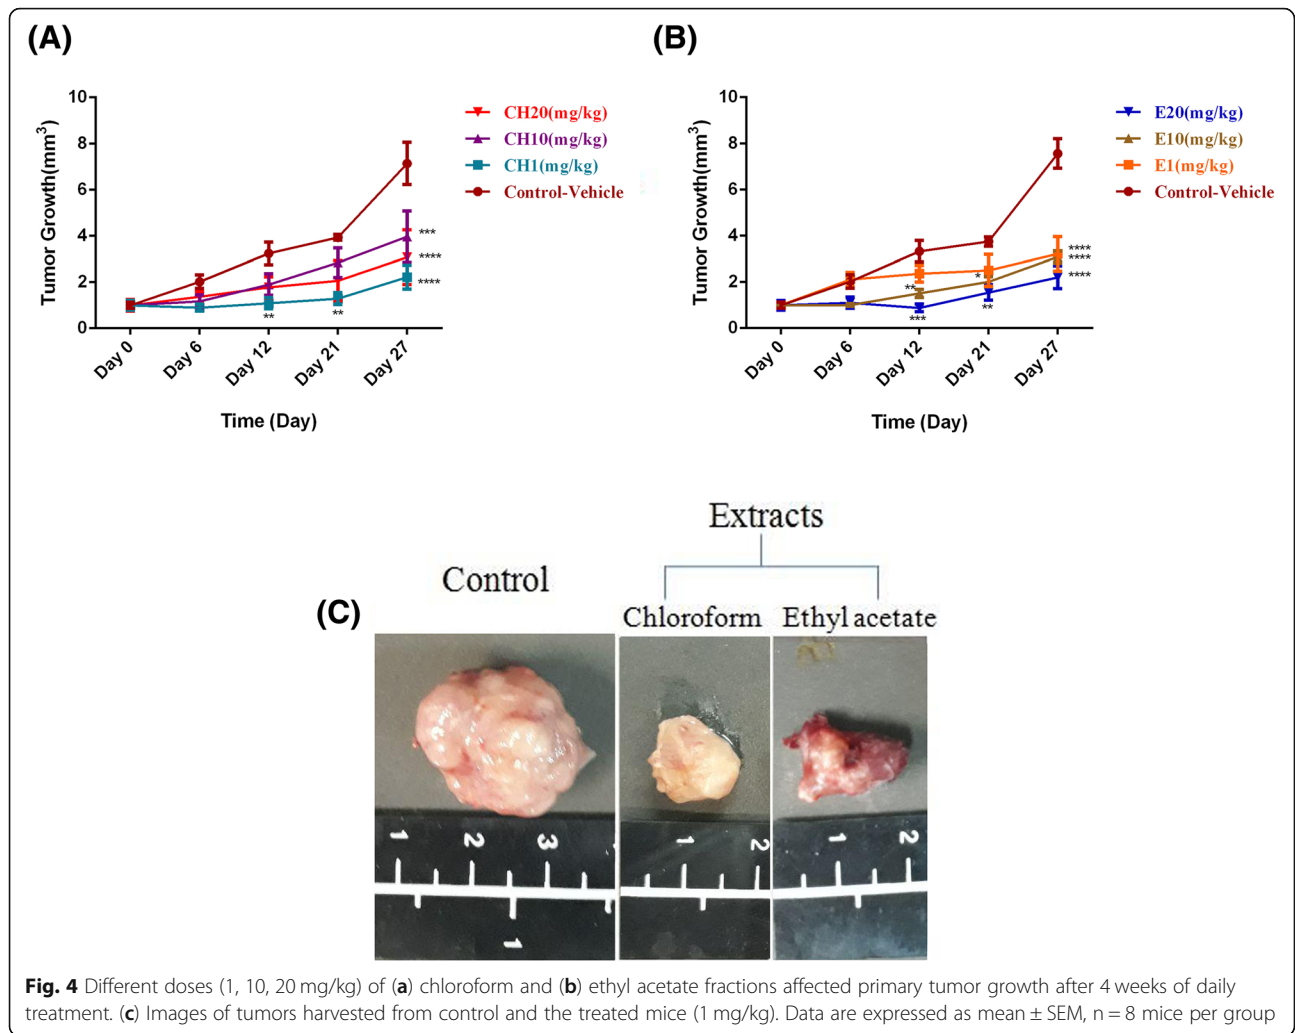 (A)
10
8
6
4
2
0
Tumor Growth(mm³)
Day 0
Day 6
Day 12
Day 21
Day 27
Time (Day)
CH20(mg/kg)
CH10(mg/kg)
CH1(mg/kg)
Control-Vehicle
***
****
****
**
**
(B)
10
8
6
4
2
0
Tumor Growth(mm³)
Day 0
Day 6
Day 12
Day 21
Day 27
Time (Day)
E20(mg/kg)
E10(mg/kg)
E1(mg/kg)
Control-Vehicle
****
****
****
*
**
***
**
(C)
Control
Extracts
Chloroform
Ethyl acetate
1 2 3
1
1 2
1 2
Fig. 4 Different doses (1, 10, 20 mg/kg) of (a) chloroform and (b) ethyl acetate fractions affected primary tumor growth after 4 weeks of daily
treatment. (c) Images of tumors harvested from control and the treated mice (1 mg/kg). Data are expressed as mean ± SEM, n = 8 mice per group